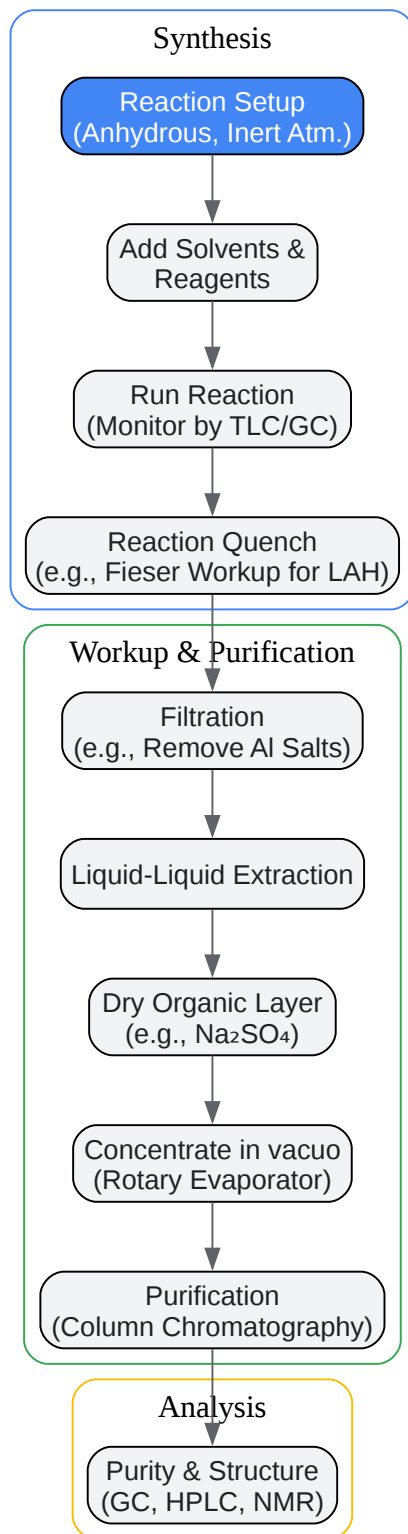 Synthesis
Reaction Setup
(Anhydrous, Inert Atm.)
Add Solvents &
Reagents
Run Reaction
(Monitor by TLC/GC)
Reaction Quench
(e.g., Fieser Workup for LAH)
Workup & Purification
Filtration
(e.g., Remove Al Salts)
Liquid-Liquid Extraction
Dry Organic Layer
(e.g., Na₂SO₄)
Concentrate in vacuo
(Rotary Evaporator)
Purification
(Column Chromatography)
Analysis
Purity & Structure
(GC, HPLC, NMR)